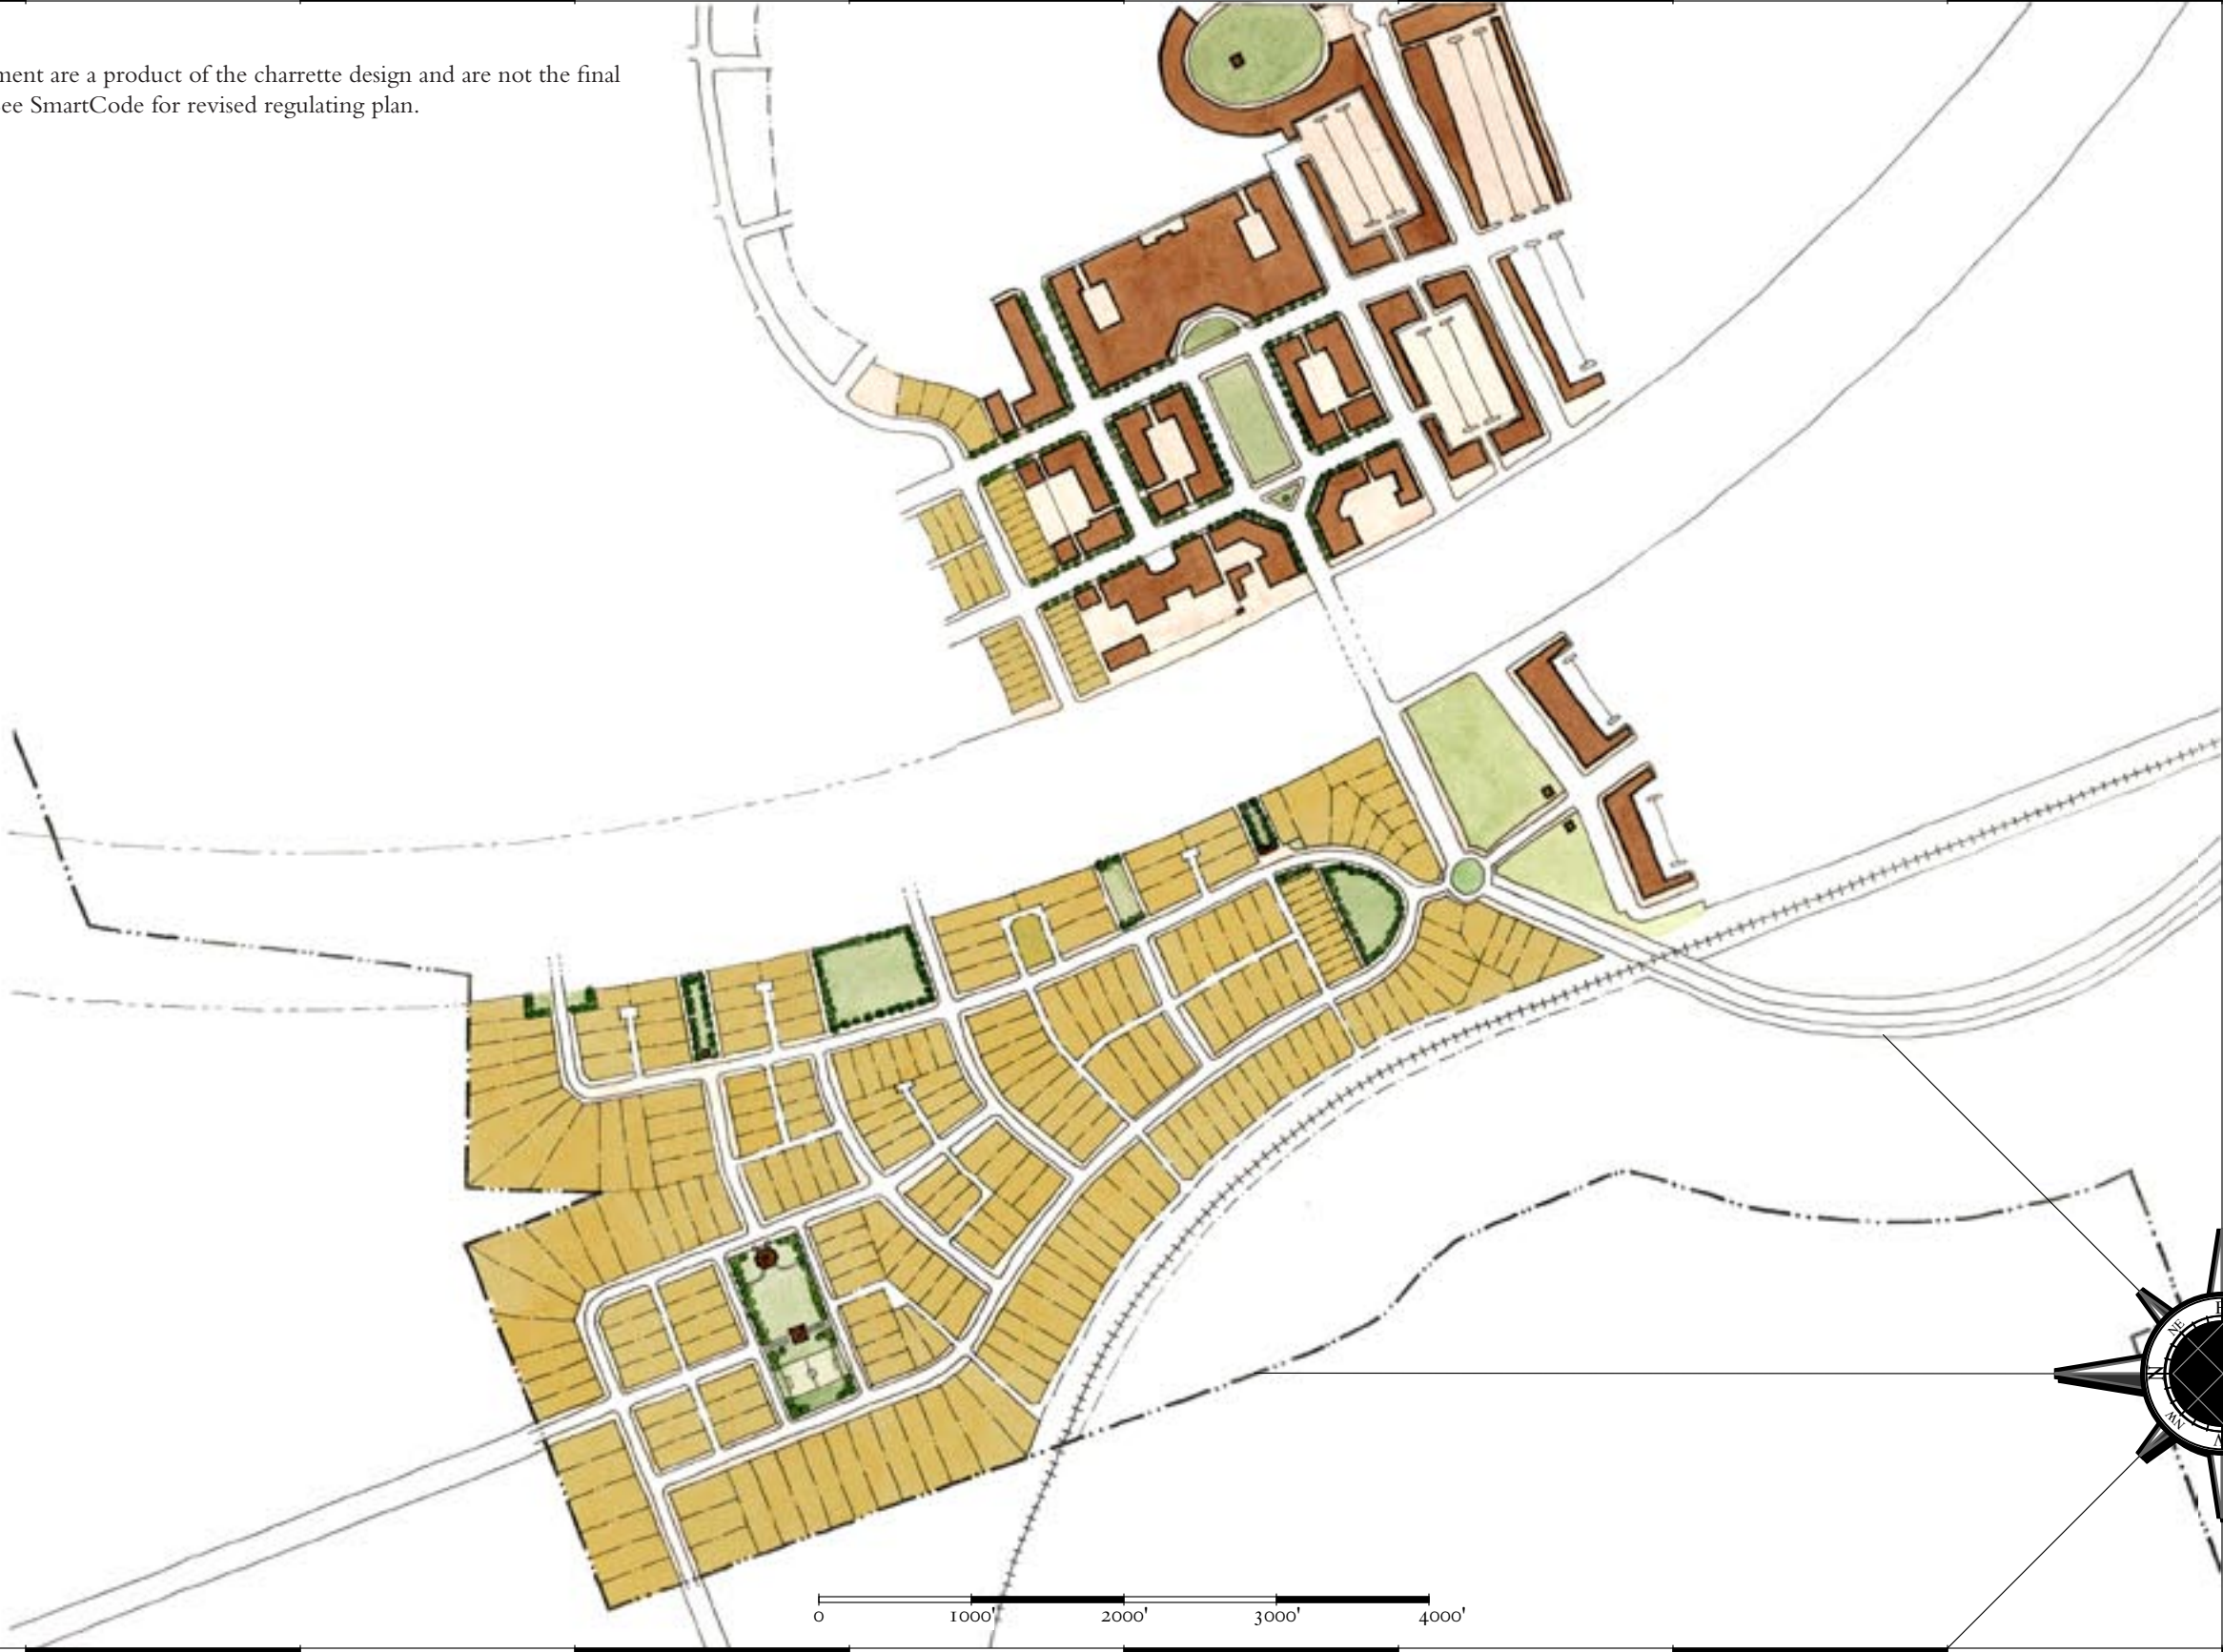 ment are a product of the charrette design and are not the final
ee SmartCode for revised regulating plan.
NE
N
NW
0 1000' 2000' 3000' 4000'